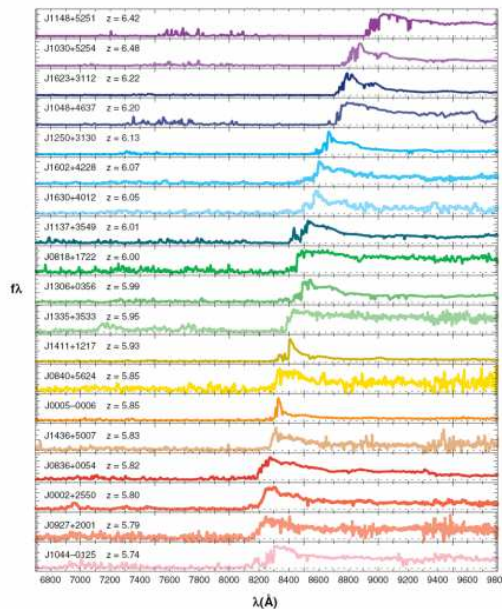 J1148+5251 z = 6.42
J1030+5254 z = 6.48
J1623+3112 z = 6.22
J1048+4637 z = 6.20
J1250+3130 z = 6.13
J1602+4228 z = 6.07
J1630+4012 z = 6.05
J1137+3549 z = 6.01
J0818+1722 z = 6.00
J1306+0356 z = 5.99
J1335+3533 z = 5.95
J1411+1217 z = 5.93
J0840+5624 z = 5.85
J0005–0006 z = 5.85
J1436+5007 z = 5.83
J0836+0054 z = 5.82
J0002+2550 z = 5.80
J0927+2001 z = 5.79
J1044–0125 z = 5.74
fλ
6800 7000 7200 7400 7600 7800 8000 8200 8400 8600 8800 9000 9200 9400 9600 980
λ(Å)